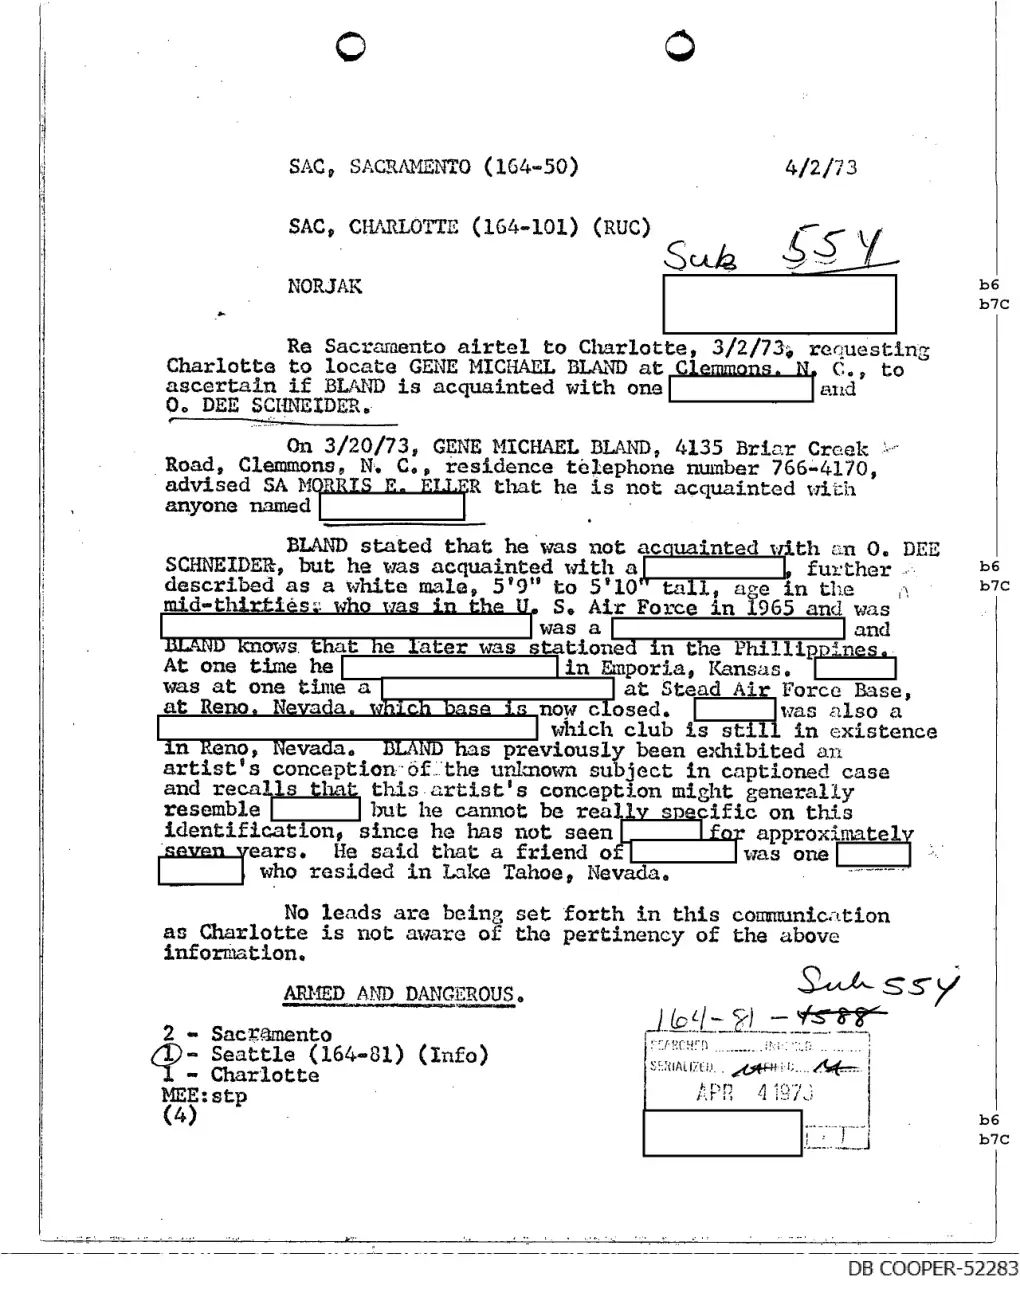 SAC, SACRAMENTO (164-50) 4/2/73
SAC, CHARLOTTE (164-101) (RUC)
Sub 554
NORJAK
b6
b7C
Re Sacramento airtel to Charlotte, 3/2/73, requesting
Charlotte to locate GENE MICHAEL BLAND at Clemmons, N. C., to
ascertain if BLAND is acquainted with one and
O. DEE SCHNEIDER.
On 3/20/73, GENE MICHAEL BLAND, 4135 Briar Creek
Road, Clemmons, N. C., residence telephone number 766-4170,
advised SA MORRIS E. ELLER that he is not acquainted with
anyone named
BLAND stated that he was not acquainted with an O. DEE
SCHNEIDER, but he was acquainted with a , further
b6
described as a white male, 5'9" to 5'10" tall, age in the
b7C
mid-thirties, who was in the U. S. Air Force in 1965 and was
was a and
BLAND knows that he later was stationed in the Phillippines.
At one time he in Emporia, Kansas.
was at one time a at Stead Air Force Base,
at Reno, Nevada, which base is now closed. was also a
which club is still in existence
in Reno, Nevada. BLAND has previously been exhibited an
artist's conception of the unknown subject in captioned case
and recalls that this artist's conception might generally
resemble but he cannot be really specific on this
identification, since he has not seen for approximately
seven years. He said that a friend of was one
who resided in Lake Tahoe, Nevada.
No leads are being set forth in this communication
as Charlotte is not aware of the pertinency of the above
information.
ARMED AND DANGEROUS.
Sub 554
164-81-4588
2 - Sacramento
1 - Seattle (164-81) (Info)
1 - Charlotte
MEE:stp
(4)
SEARCHED INDEXED
SERIALIZED FILED
APR 4 1973
b6
b7C
DB COOPER-52283